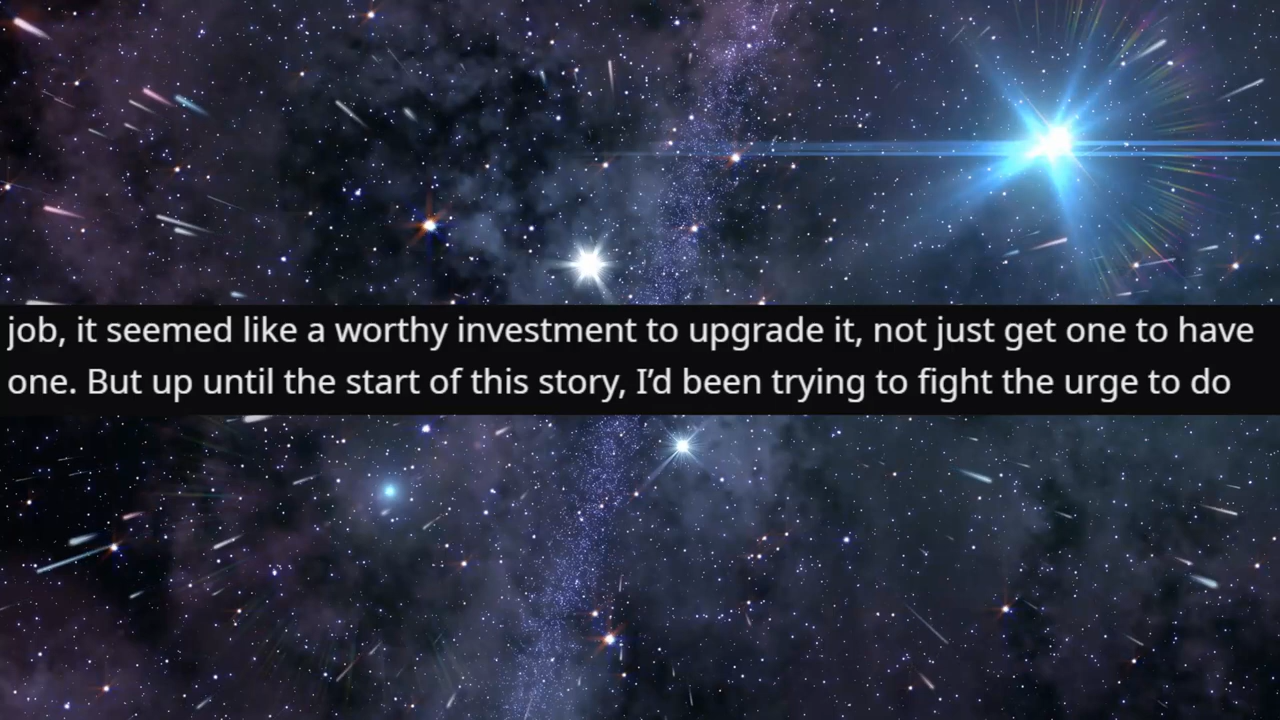 job, it seemed like a worthy investment to upgrade it, not just get one to have
one. But up until the start of this story, I’d been trying to fight the urge to do